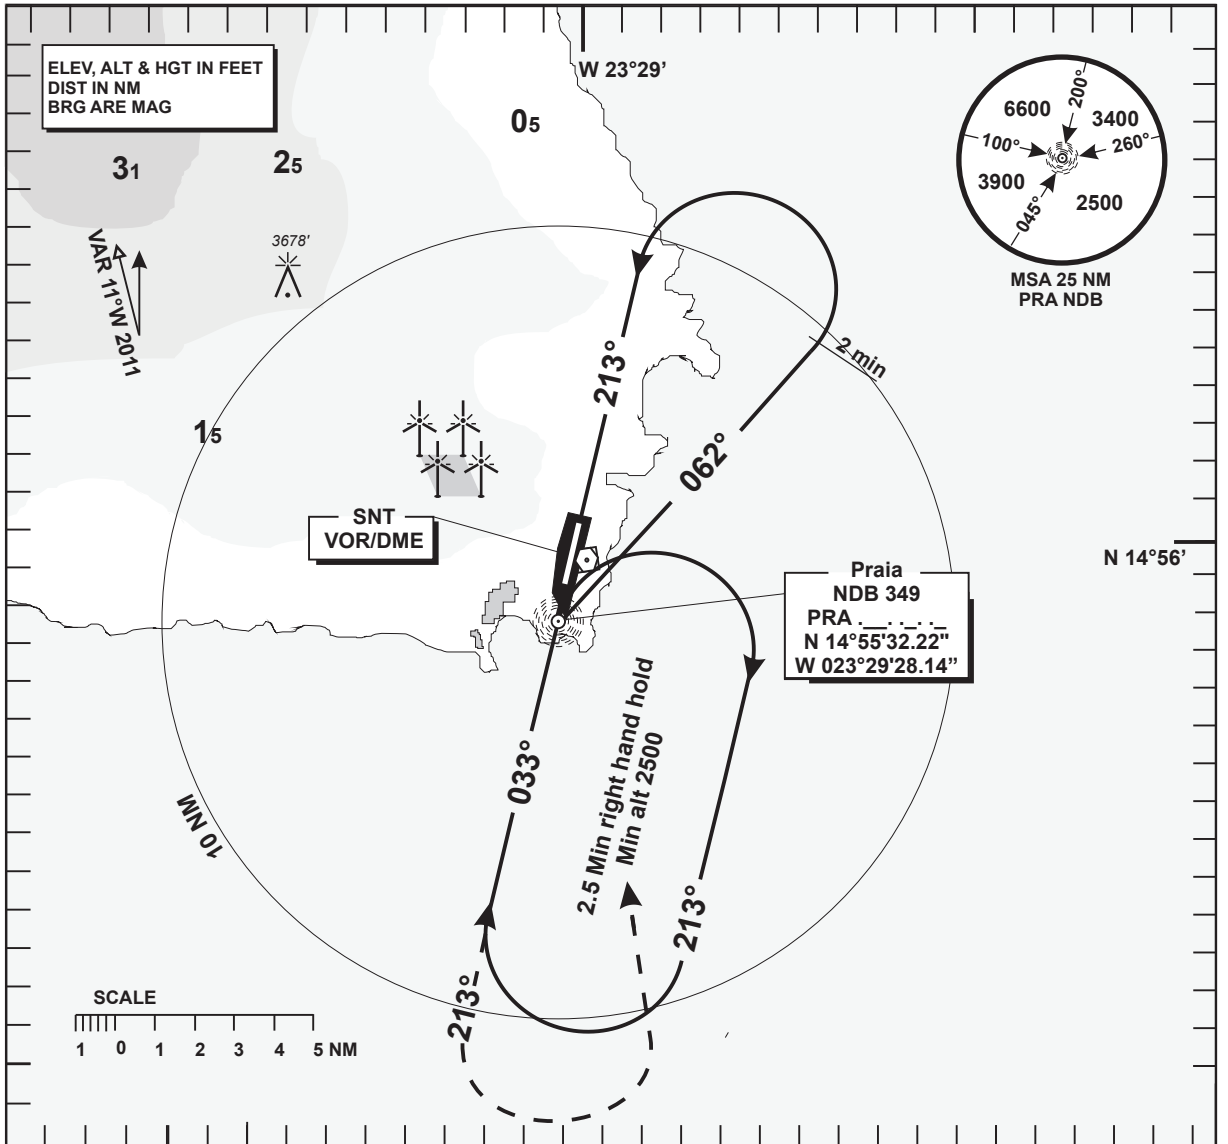 ELEV, ALT & HGT IN FEET
DIST IN NM
BRG ARE MAG
W 23°29’
05
31
25
3678'
VAR 11°W 2011
15
6600
200°
3400
100°
260°
3900
2500
045°
MSA 25 NM
PRA NDB
213°
2 min
062°
SNT
VOR/DME
N 14°56’
Praia
NDB 349
PRA .__. ._. ._
N 14°55'32.22"
W 023°29'28.14”
033°
2.5 Min right hand hold
Min alt 2500
10 NM
213°
213°
SCALE
1 0 1 2 3 4 5 NM